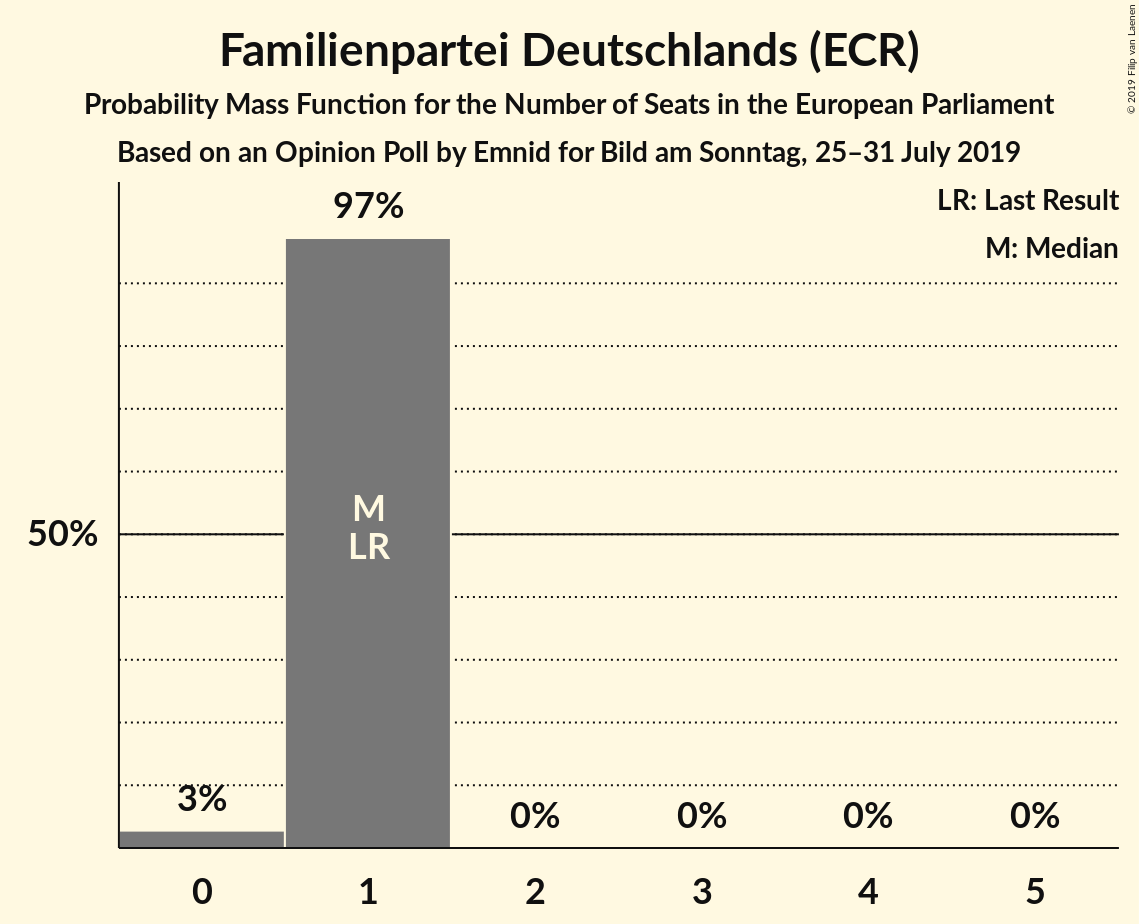 Familienpartei Deutschlands (ECR)
Probability Mass Function for the Number of Seats in the European Parliament
Based on an Opinion Poll by Emnid for Bild am Sonntag, 25–31 July 2019
© 2019 Filip van Laenen
LR: Last Result
M: Median
97%
M
LR
50%
3%
0%
0%
0%
0%
0
1
2
3
4
5